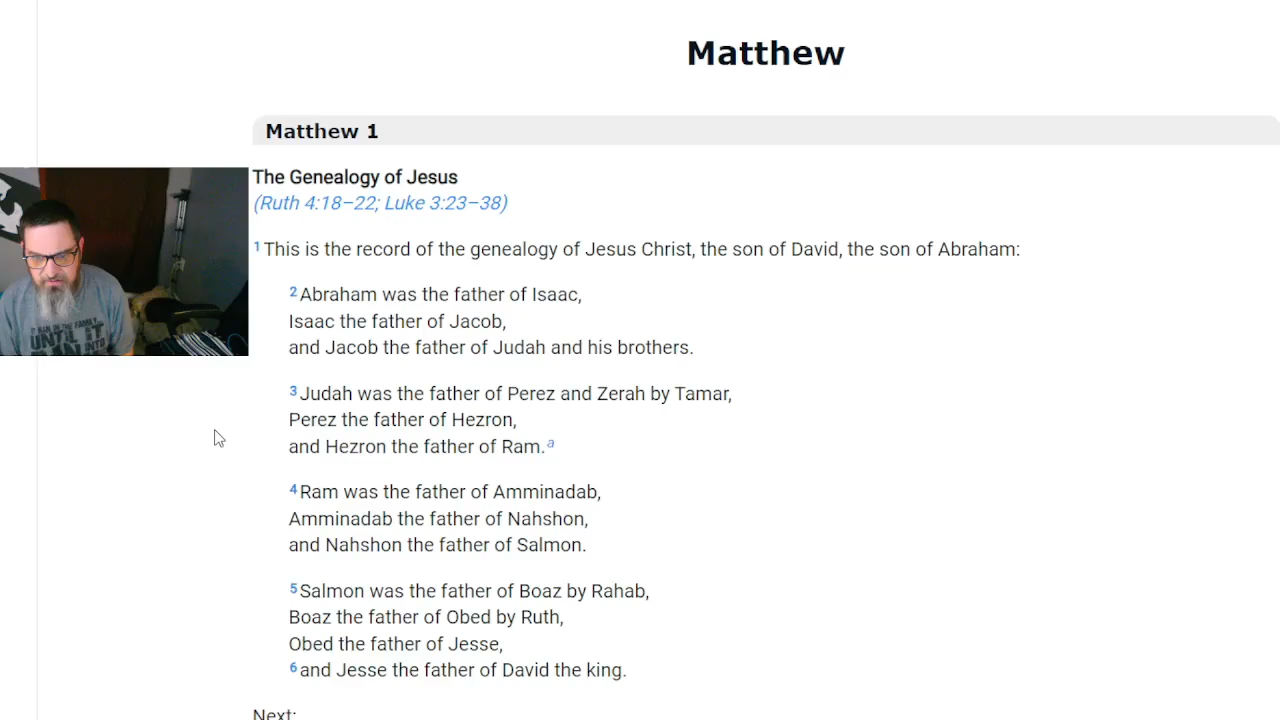 Matthew
Matthew 1
The Genealogy of Jesus
(Ruth 4:18–22; Luke 3:23–38)
1 This is the record of the genealogy of Jesus Christ, the son of David, the son of Abraham:
2 Abraham was the father of Isaac,
Isaac the father of Jacob,
and Jacob the father of Judah and his brothers.
3 Judah was the father of Perez and Zerah by Tamar,
Perez the father of Hezron,
and Hezron the father of Ram. a
4 Ram was the father of Amminadab,
Amminadab the father of Nahshon,
and Nahshon the father of Salmon.
5 Salmon was the father of Boaz by Rahab,
Boaz the father of Obed by Ruth,
Obed the father of Jesse,
6 and Jesse the father of David the king.
Next:
UNTIL IT
INTO